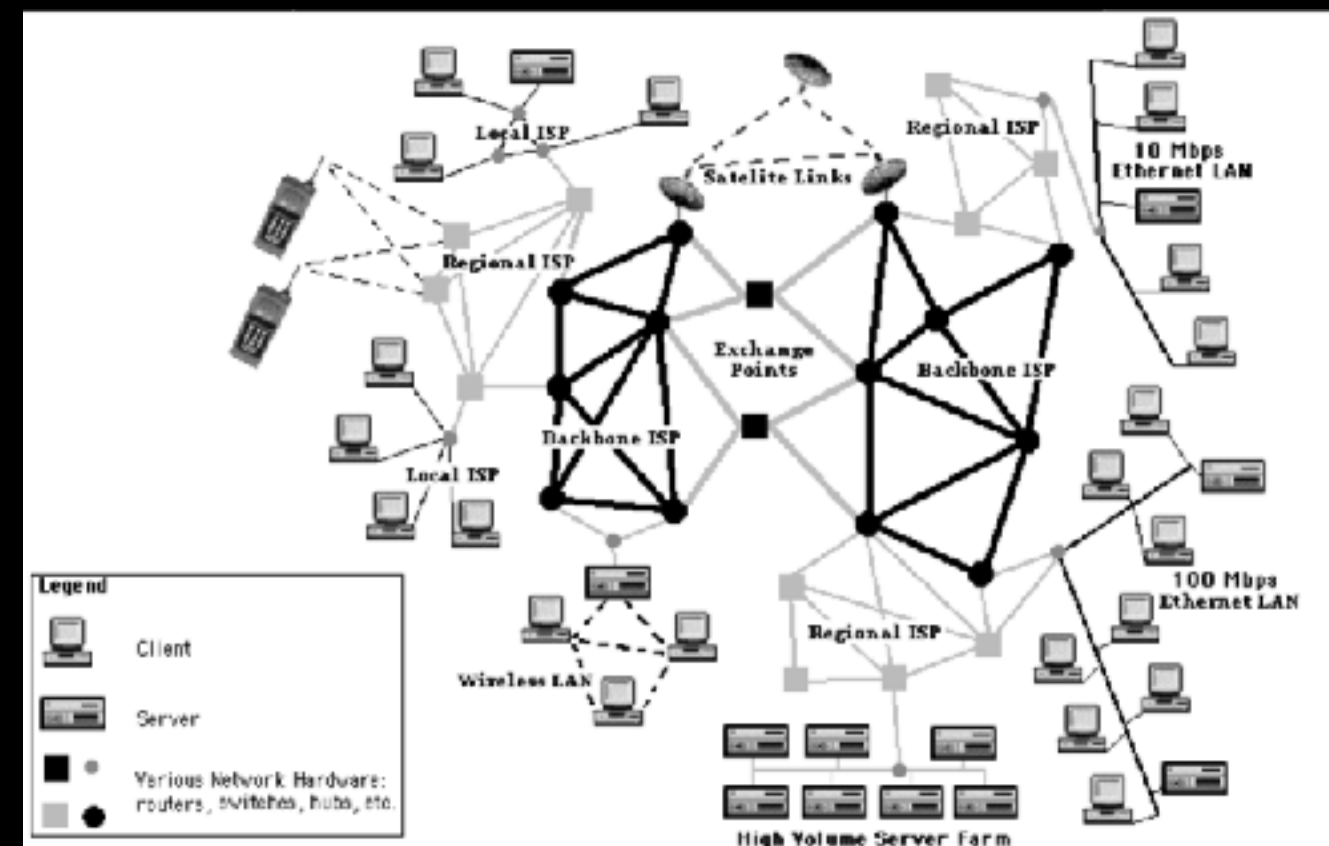 Local ISP
Regional ISP
Satelite Links
10 Mbps
Ethernet LAN
Regional ISP
Exchange
Points
Backbone ISP
Backbone ISP
Local ISP
100 Mbps
Ethernet LAN
Regional ISP
Wireless LAN
High Volume Server Farm
Legend
Client
Server
Various Network Hardware:
routers, switches, hubs, etc.